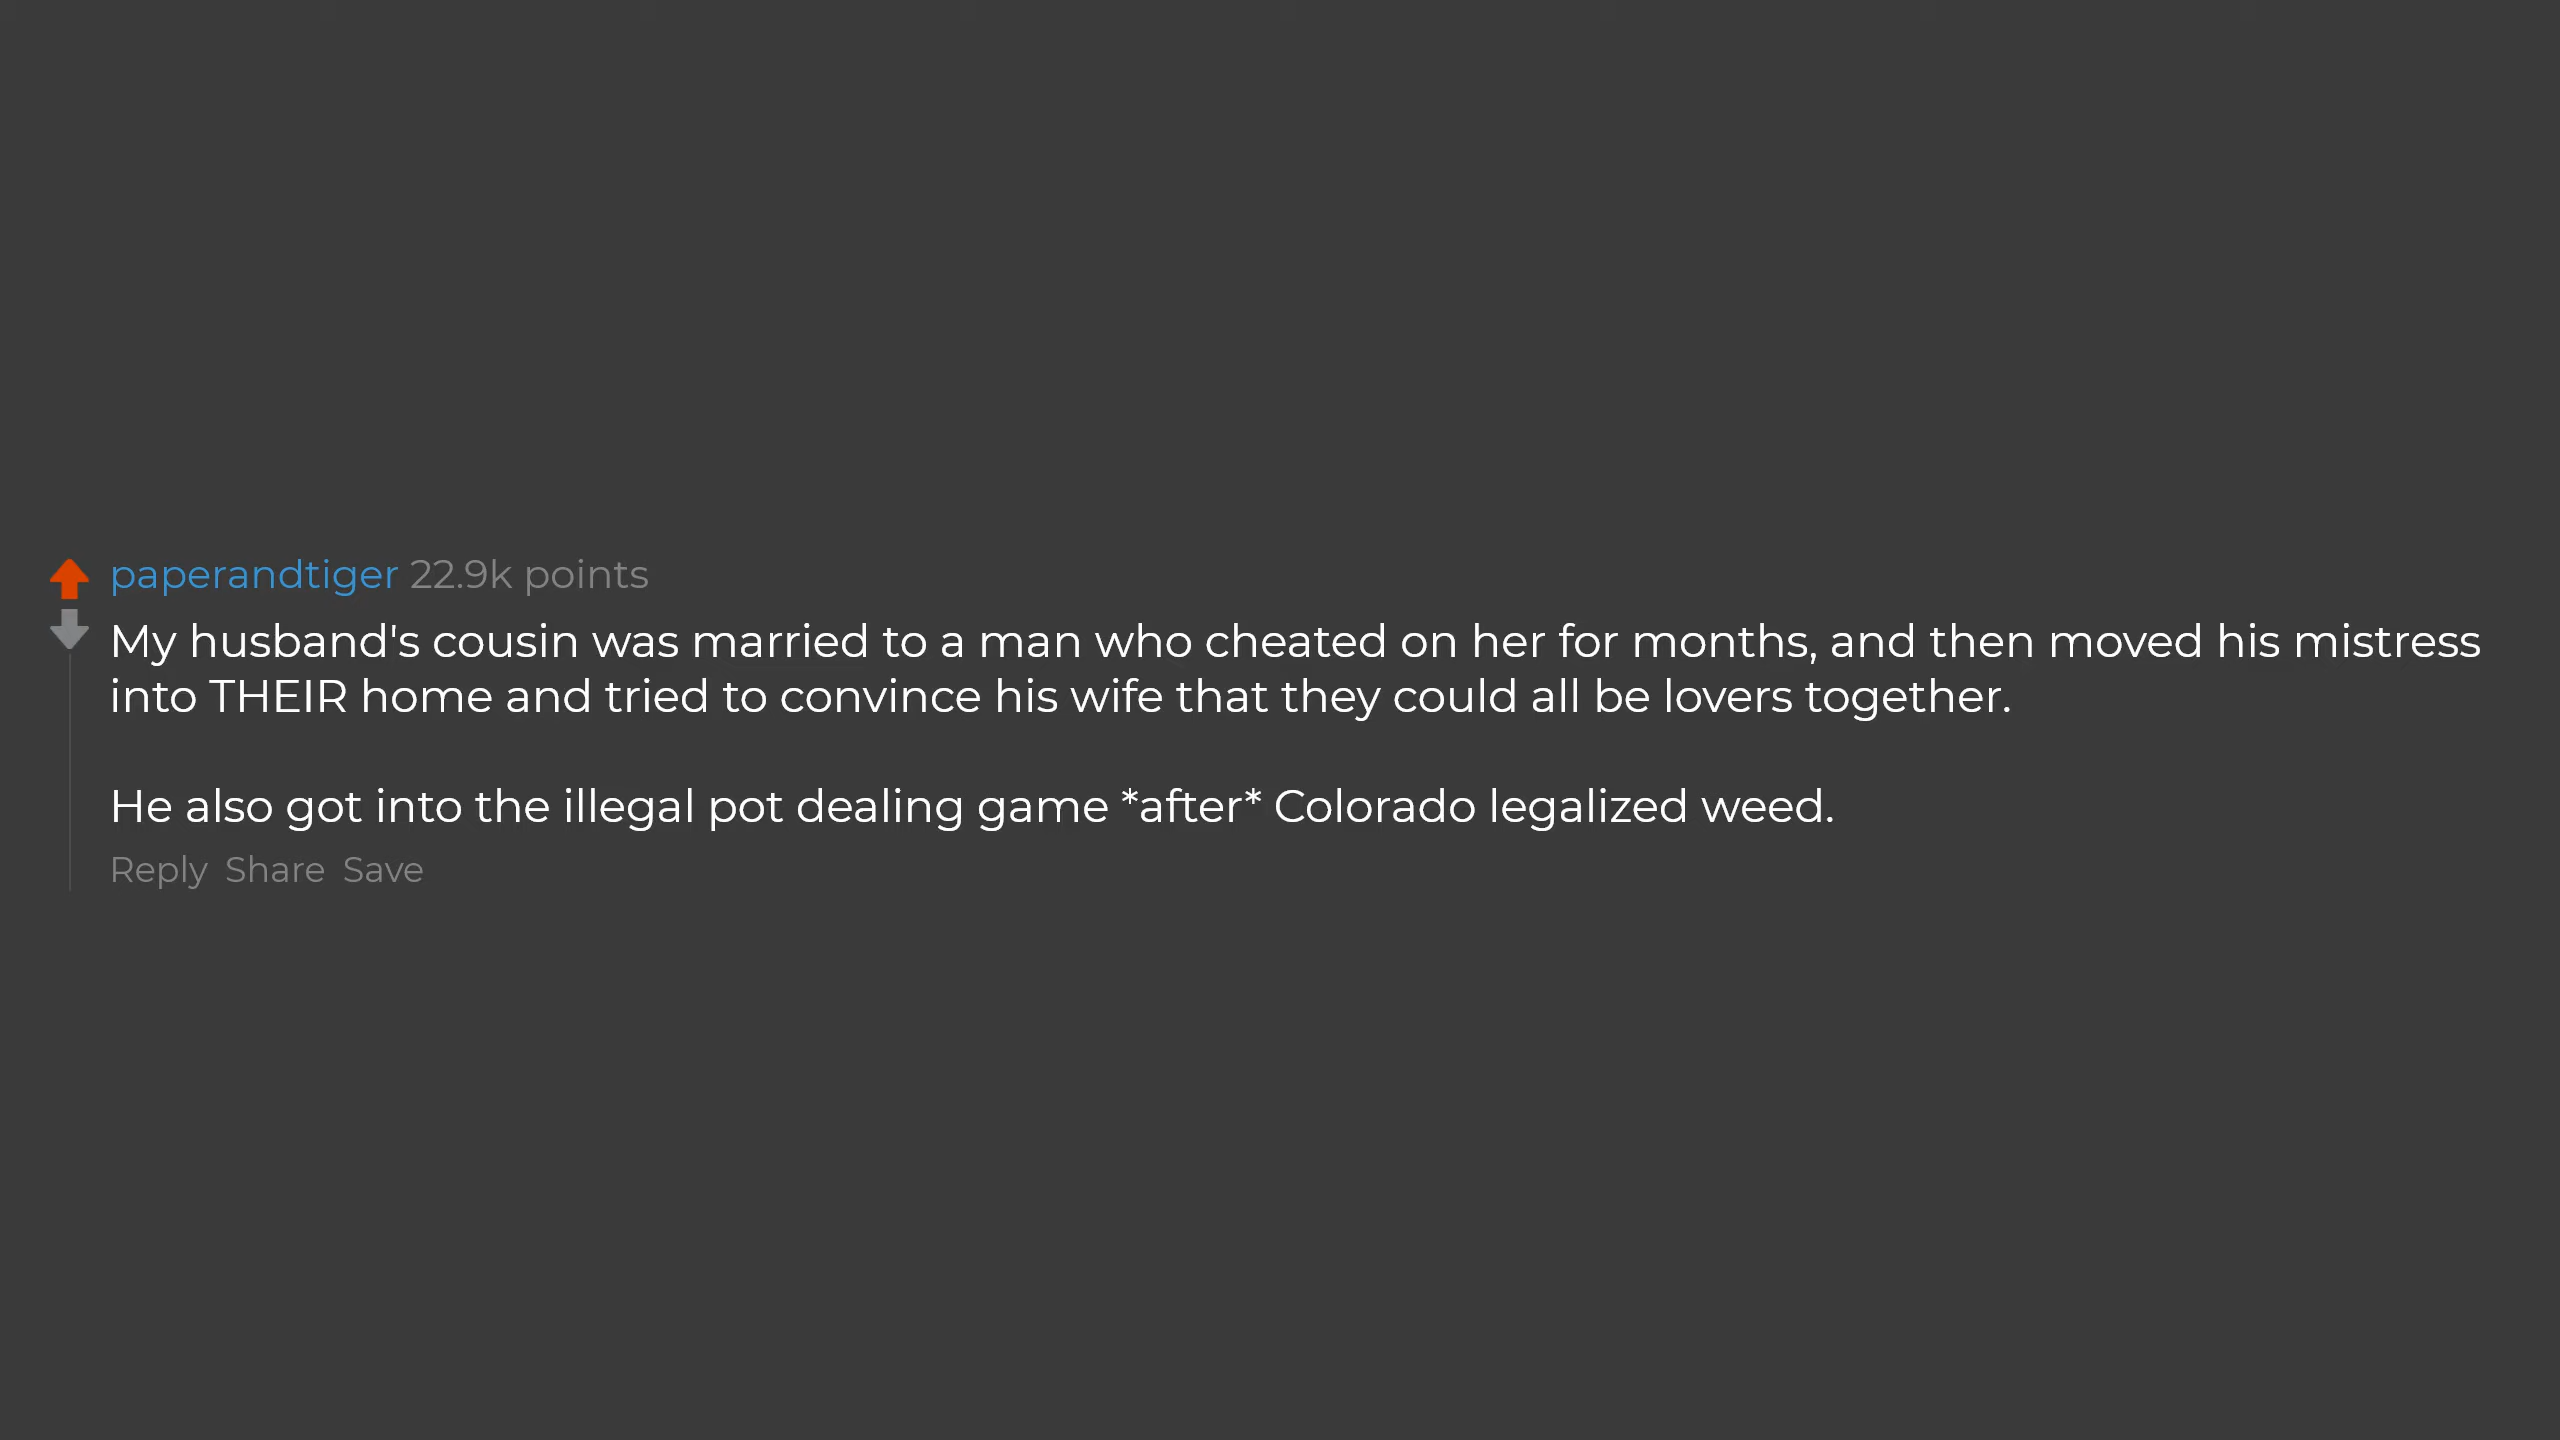 paperandtiger 22.9k points
My husband's cousin was married to a man who cheated on her for months, and then moved his mistress
into THEIR home and tried to convince his wife that they could all be lovers together.
He also got into the illegal pot dealing game *after* Colorado legalized weed.
Reply Share Save